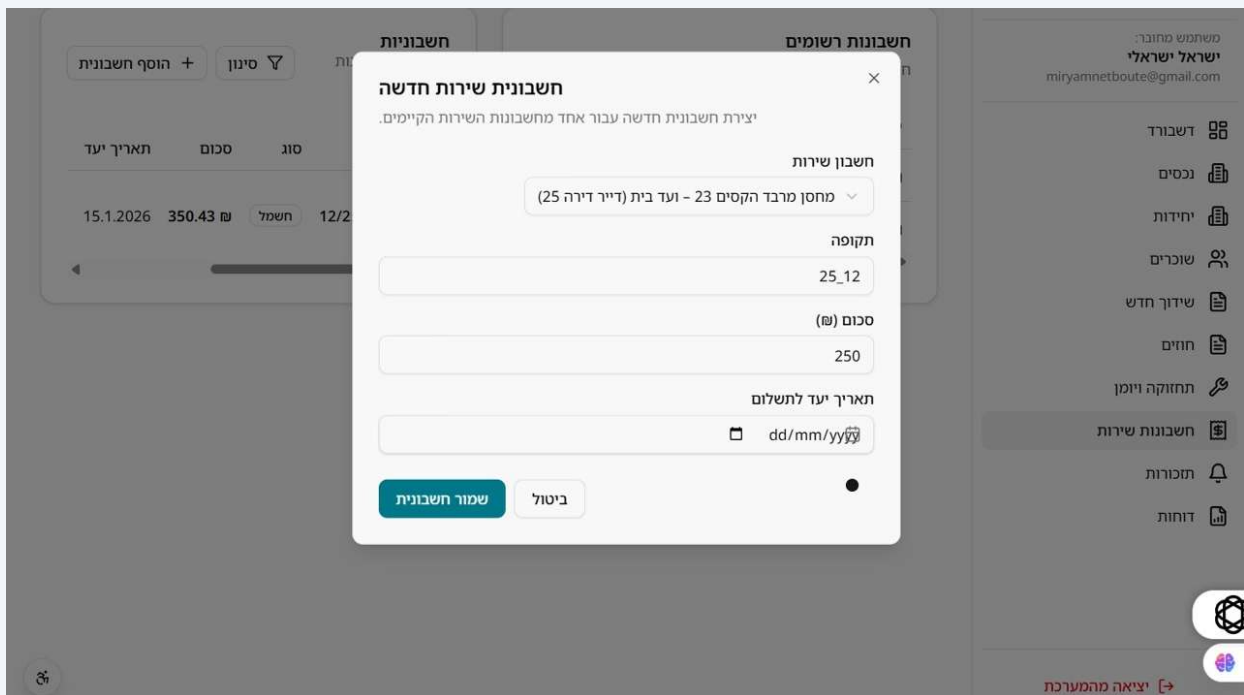 משתמש מחובר:
ישראל ישראלי
miryamnetboute@gmail.com
דשבורד
נכסים
יחידות
שוכרים
שידוך חדש
חוזים
תחזוקה ויומן
חשבונות שירות
תזכורות
דוחות
יציאה מהמערכת
חשבונות רשומים
חשבוניות
סינון
הוסף חשבונית
סוג סכום תאריך יעד
חשמל 350.43 ₪ 15.1.2026
חשבונית שירות חדשה
יצירת חשבונית חדשה עבור אחד מחשבונות השירות הקיימים.
חשבון שירות
מחסן מרבד הקסים 23 – ועד בית (דייר דירה 25)
תקופה
25_12
סכום (₪)
250
תאריך יעד לתשלום
dd/mm/yyyy
ביטול
שמור חשבונית